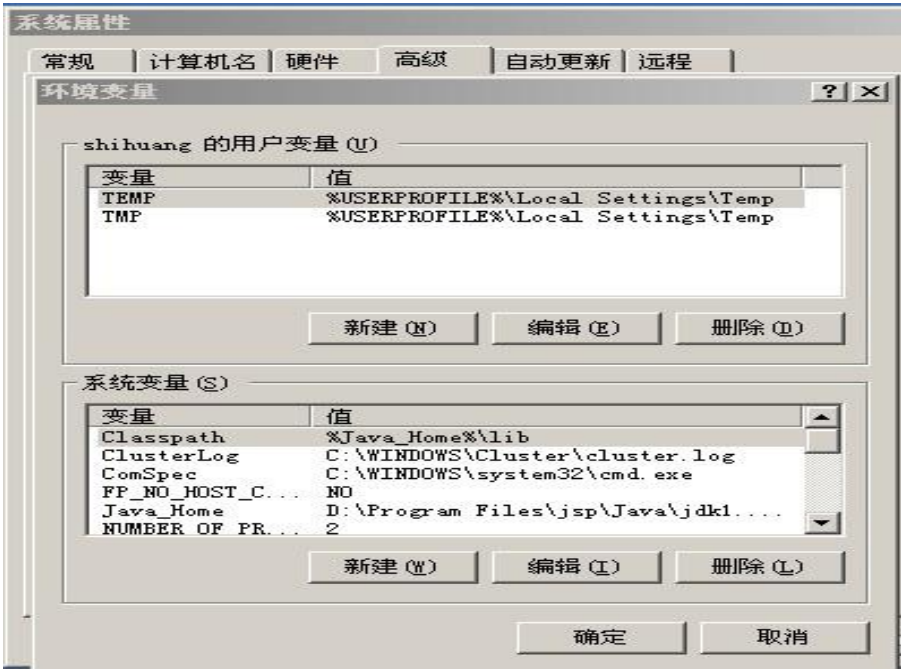 系统属性
常规 计算机名 硬件 高级 自动更新 远程
环境变量
shihuang 的用户变量(U)
变量 值
TEMP %USERPROFILE%\Local Settings\Temp
TMP %USERPROFILE%\Local Settings\Temp
新建(N) 编辑(E) 删除(D)
系统变量(S)
变量 值
Classpath %Java_Home%\lib
ClusterLog C:\WINDOWS\Cluster\cluster.log
ComSpec C:\WINDOWS\system32\cmd.exe
FP_NO_HOST_C... NO
Java_Home D:\Program Files\jsp\Java\jdk1....
NUMBER_OF_PR... 2
新建(W) 编辑(I) 删除(L)
确定 取消